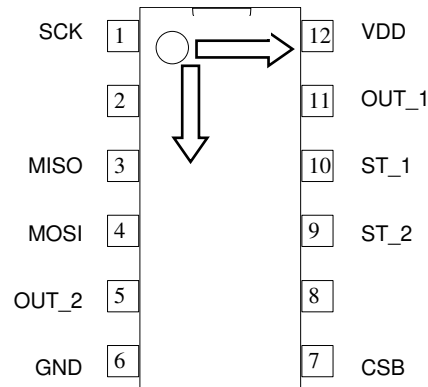 SCK 1 12 VDD
2 11 OUT_1
MISO 3 10 ST_1
MOSI 4 9 ST_2
OUT_2 5 8
GND 6 7 CSB